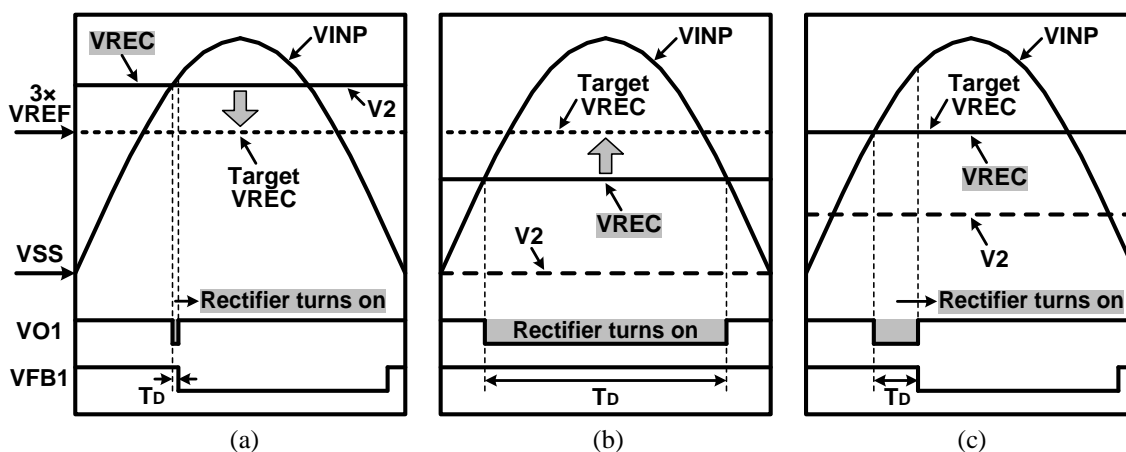 VREC
VINP
3×
VREF
V2
Target
VREC
VSS
Rectifier turns on
VO1
VFB1
TD
(a)
VINP
Target
VREC
VREC
V2
Rectifier turns on
TD
(b)
VINP
Target
VREC
VREC
V2
Rectifier turns on
TD
(c)